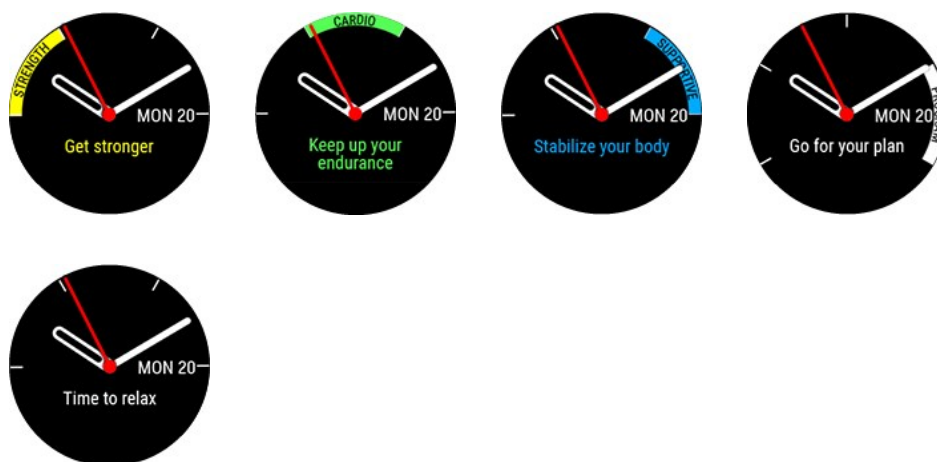 STRENGTH
MON 20
Get stronger
CARDIO
MON 20
Keep up your
endurance
SUPPORTIVE
MON 20
Stabilize your body
MON 20
Go for your plan
MON 20
Time to relax